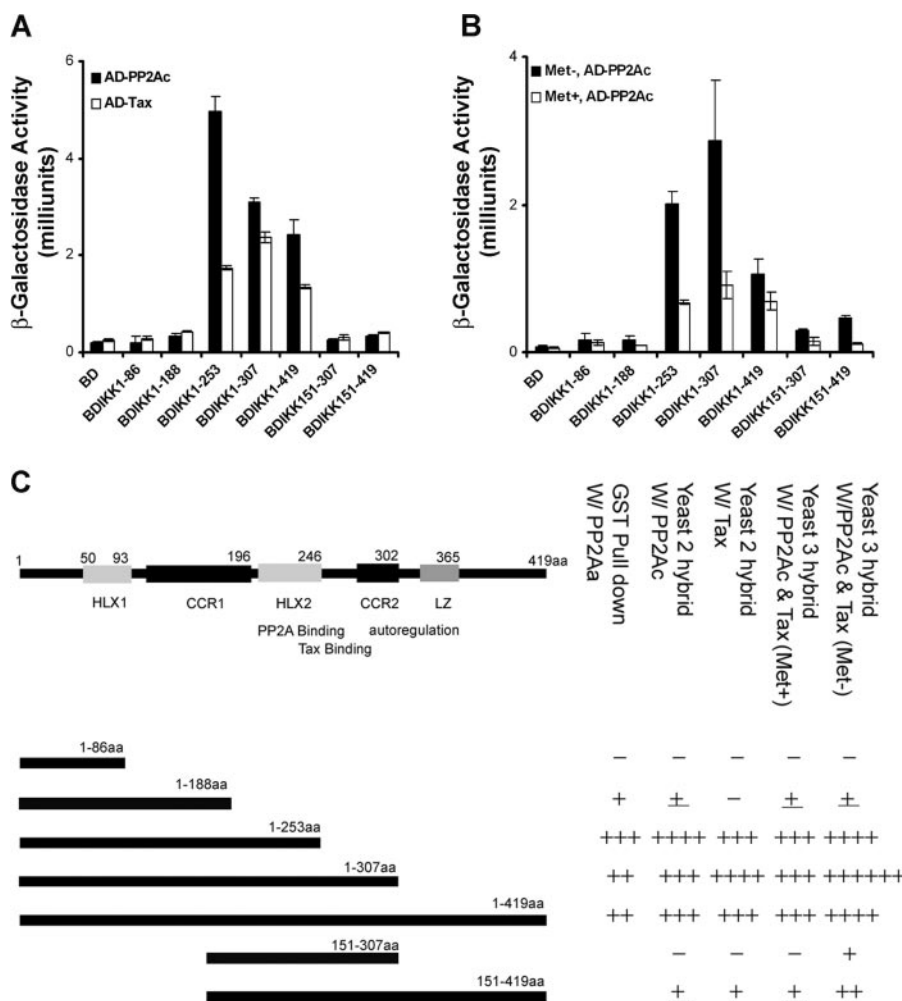 A
β-Galactosidase Activity
(milliunits)
6
4
2
0
AD-PP2Ac
AD-Tax
BD
BDIKK1-86
BDIKK1-188
BDIKK1-253
BDIKK1-307
BDIKK1-419
BDIKK151-307
BDIKK151-419
B
β-Galactosidase Activity
(milliunits)
4
2
0
Met-, AD-PP2Ac
Met+, AD-PP2Ac
BD
BDIKK1-86
BDIKK1-188
BDIKK1-253
BDIKK1-307
BDIKK1-419
BDIKK151-307
BDIKK151-419
C
GST Pull down
W/ PP2Aa
Yeast 2 hybrid
W/ PP2Ac
Yeast 2 hybrid
W/ Tax
Yeast 3 hybrid
W/ PP2Ac & Tax (Met+)
Yeast 3 hybrid
W/PP2Ac & Tax (Met-)
1 50 93 196 246 302 365 419aa
HLX1 CCR1 HLX2 CCR2 LZ
PP2A Binding autoregulation
Tax Binding
1-86aa
− − − − −
1-188aa
+ ± − ± ±
1-253aa
+++ ++++ +++ +++ ++++
1-307aa
++ +++ ++++ +++ ++++++
1-419aa
++ +++ +++ +++ ++++
151-307aa
− − − +
151-419aa
+ + + ++